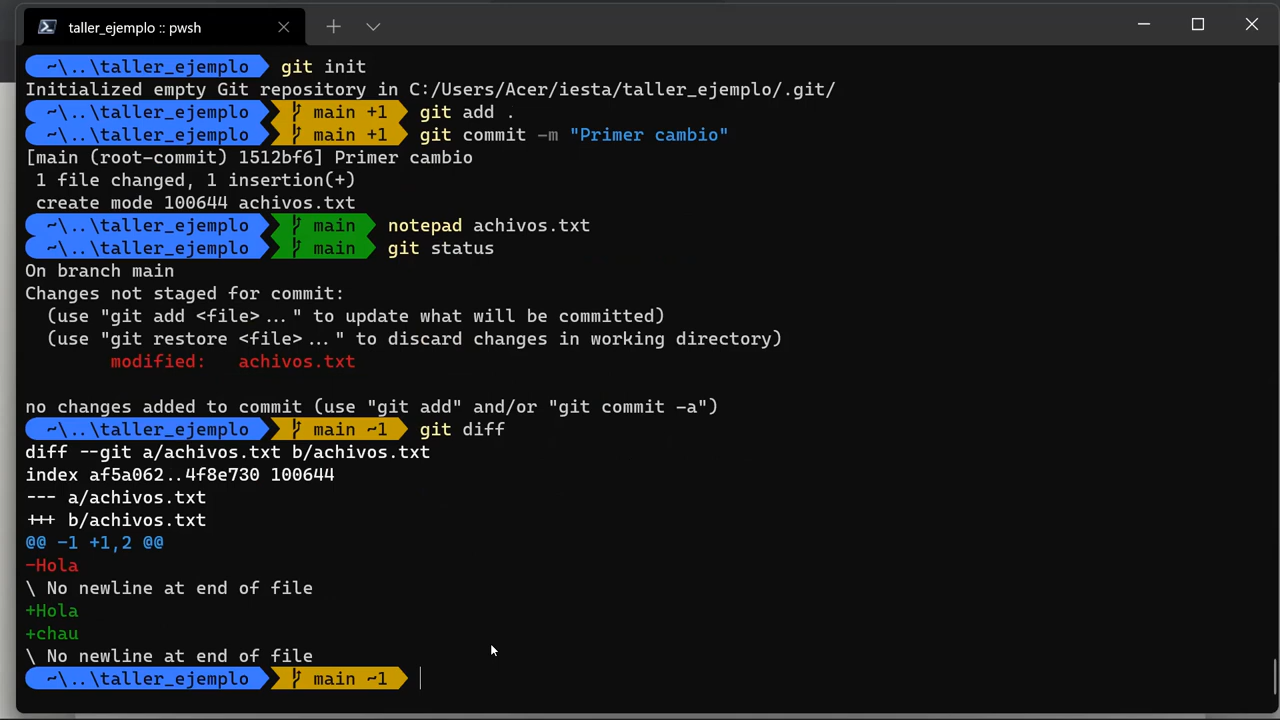 taller_ejemplo :: pwsh
~\..\taller_ejemplo git init
Initialized empty Git repository in C:/Users/Acer/iesta/taller_ejemplo/.git/
~\..\taller_ejemplo main +1 git add .
~\..\taller_ejemplo main +1 git commit -m "Primer cambio"
[main (root-commit) 1512bf6] Primer cambio
1 file changed, 1 insertion(+)
create mode 100644 achivos.txt
~\..\taller_ejemplo main notepad achivos.txt
~\..\taller_ejemplo main git status
On branch main
Changes not staged for commit:
(use "git add <file>..." to update what will be committed)
(use "git restore <file>..." to discard changes in working directory)
modified: achivos.txt
no changes added to commit (use "git add" and/or "git commit -a")
~\..\taller_ejemplo main ~1 git diff
diff --git a/achivos.txt b/achivos.txt
index af5a062..4f8e730 100644
--- a/achivos.txt
+++ b/achivos.txt
@@ -1 +1,2 @@
-Hola
\ No newline at end of file
+Hola
+chau
\ No newline at end of file
~\..\taller_ejemplo main ~1